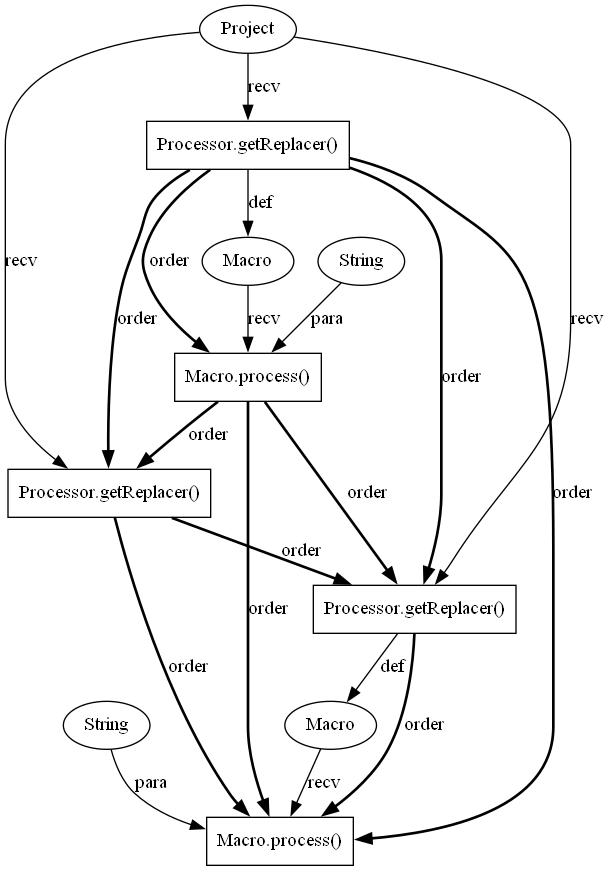 Project
recv
Processor.getReplacer()
def
recv
order
Macro
String
order
recv
para
recv
order
Macro.process()
order
order
Processor.getReplacer()
order
order
order
Processor.getReplacer()
order
order
def
String
Macro
order
para
recv
Macro.process()